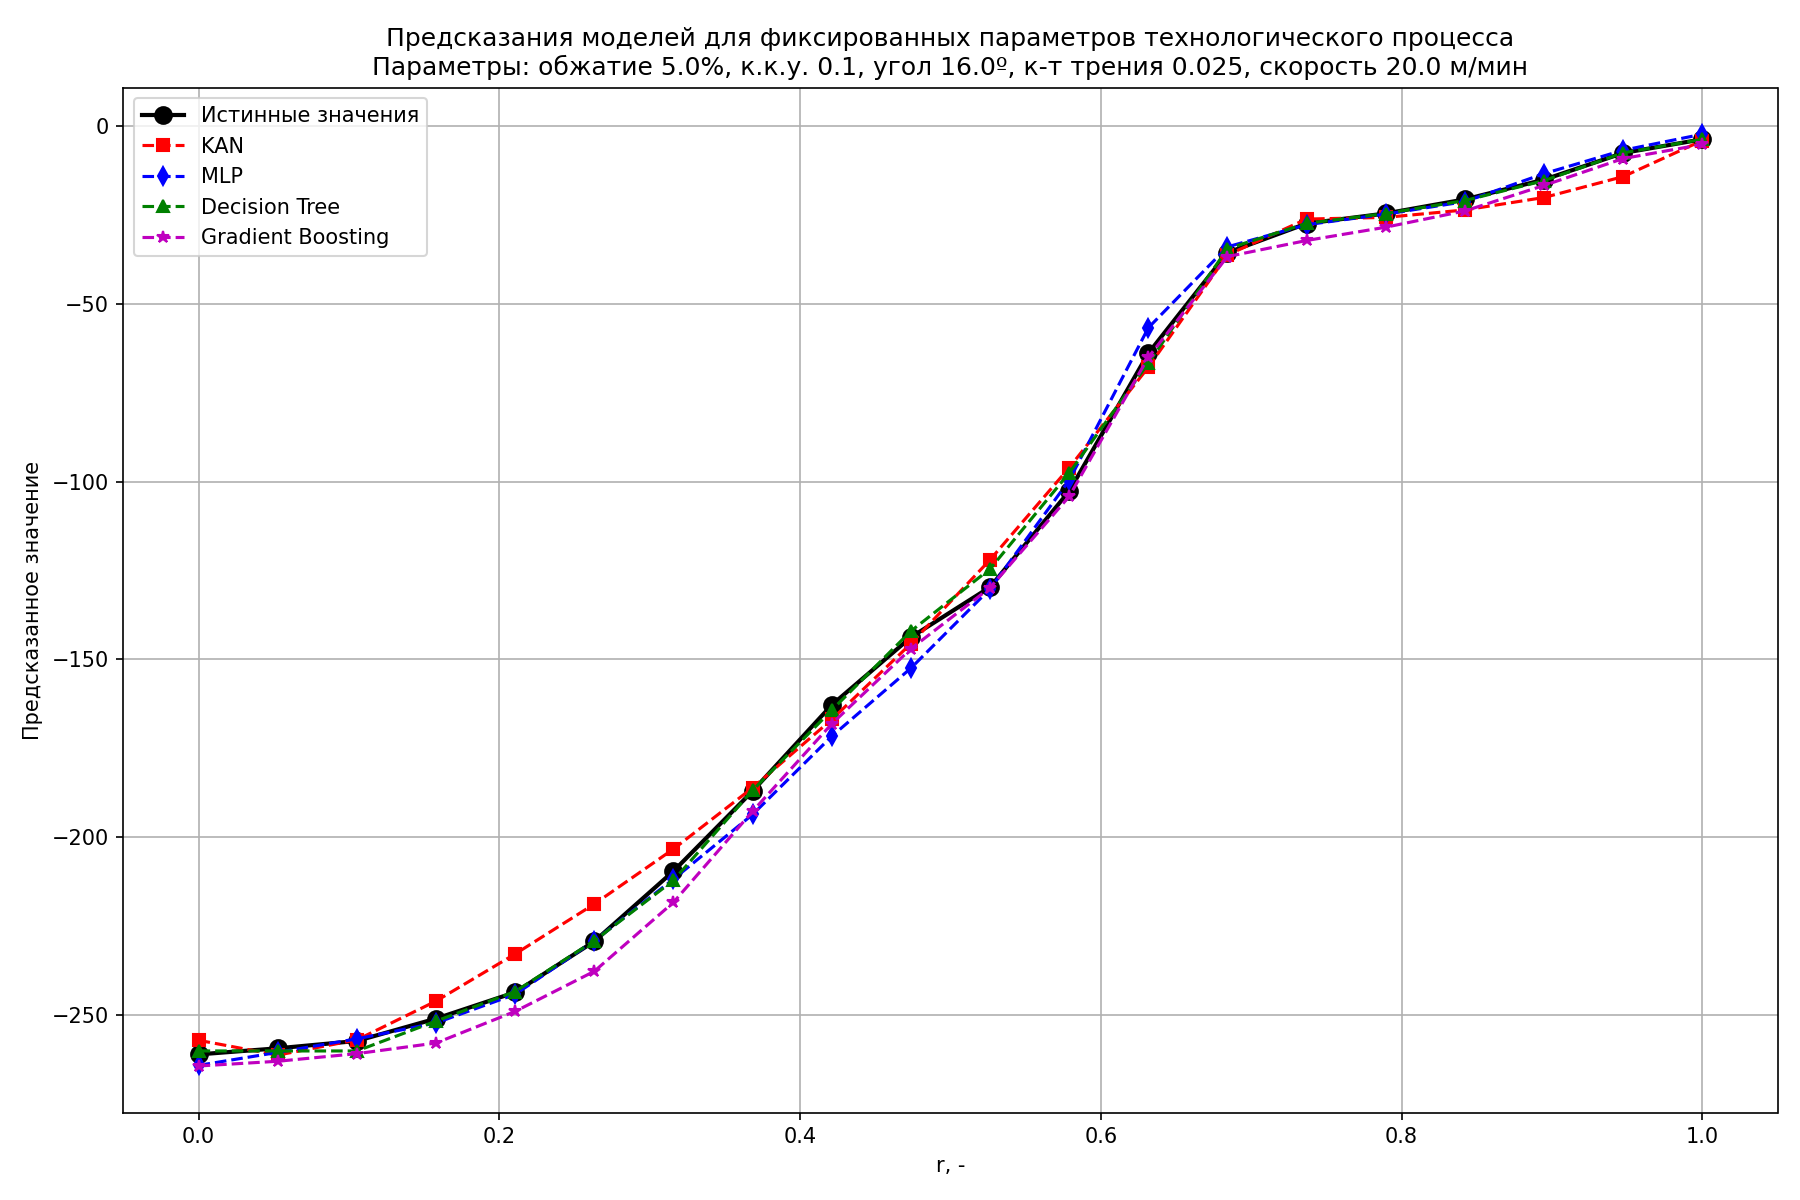 Предсказания моделей для фиксированных параметров технологического процесса
Параметры: обжатие 5.0%, к.к.у. 0.1, угол 16.0º, к-т трения 0.025, скорость 20.0 м/мин
Истинные значения
KAN
MLP
Decision Tree
Gradient Boosting
Предсказанное значение
0
−50
−100
−150
−200
−250
0.0 0.2 0.4 0.6 0.8 1.0
r, -